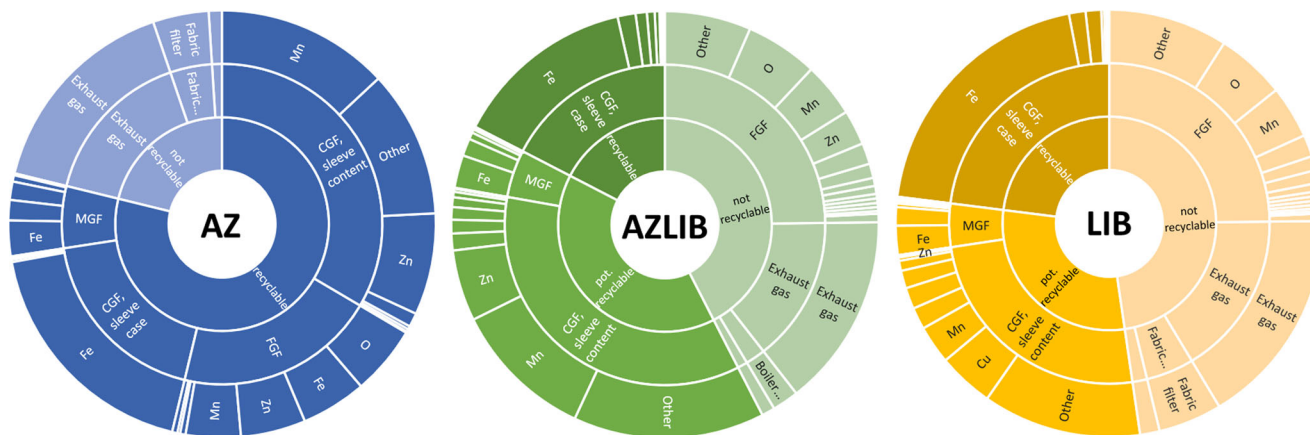 AZ
recyclable
not
recyclable
CGF,
sleeve
content
FGF
CGF,
sleeve
case
MGF
Exhaust
gas
Fabric...
Mn
Other
Zn
O
Fe
Zn
Mn
Fe
Fe
Exhaust
gas
Fabric
filter
AZLIB
not
recyclable
pot.
recyclable
recyclable
FGF
Exhaust
gas
CGF,
sleeve
content
MGF
CGF,
sleeve
case
Other
O
Mn
Zn
Exhaust
gas
Boiler...
Other
Mn
Zn
Fe
Fe
LIB
not
recyclable
pot.
recyclable
recyclable
FGF
Exhaust
gas
Fabric...
CGF,
sleeve
content
MGF
CGF,
sleeve
case
Other
O
Mn
Exhaust
gas
Fabric
filter
Other
Cu
Mn
Zn
Fe
Fe